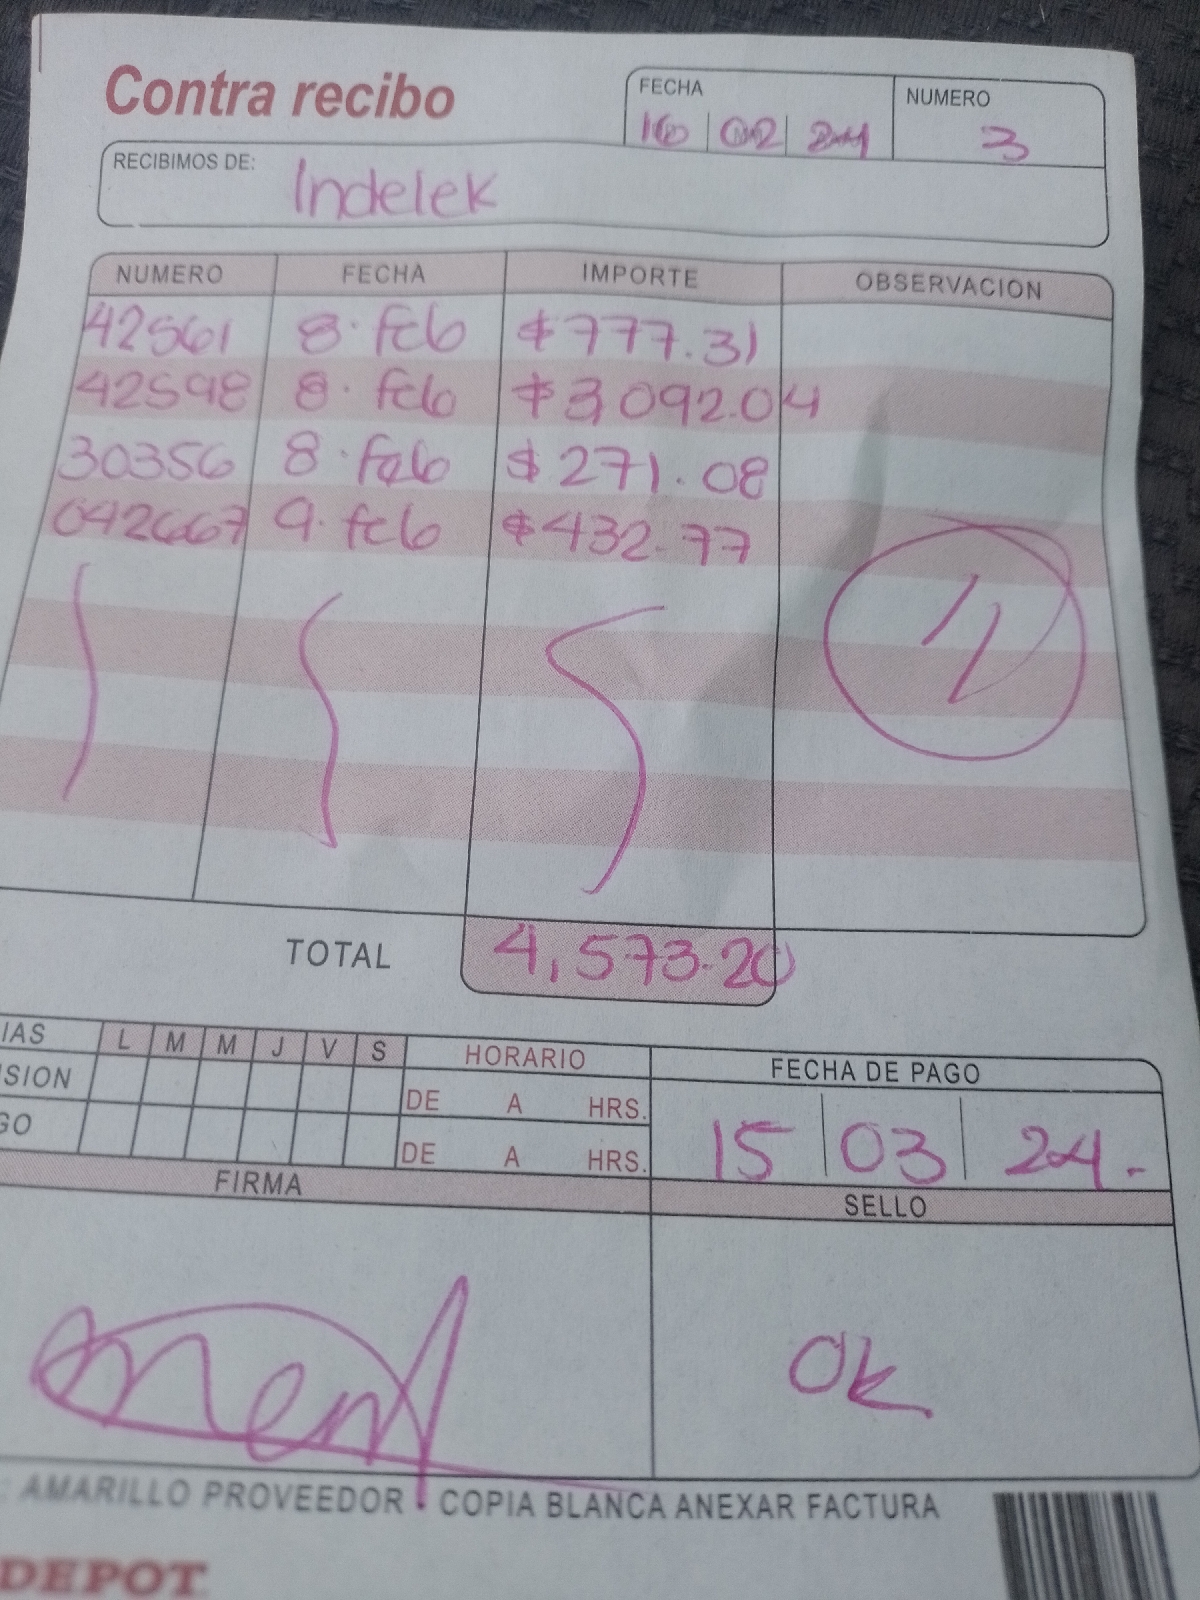 Contra recibo
FECHA
NUMERO
16 02 24
3
RECIBIMOS DE: Indelek
NUMERO FECHA IMPORTE OBSERVACION
42561 8. feb $777.31
42598 8. feb $3,092.04
30356 8. feb $271.08
042667 9. feb $432.77
TOTAL 4,573.20
IAS L M M J V S HORARIO FECHA DE PAGO
SION DE A HRS.
GO DE A HRS.
15 03 24.
FIRMA SELLO
Ok
: AMARILLO PROVEEDOR • COPIA BLANCA ANEXAR FACTURA
DEPOT